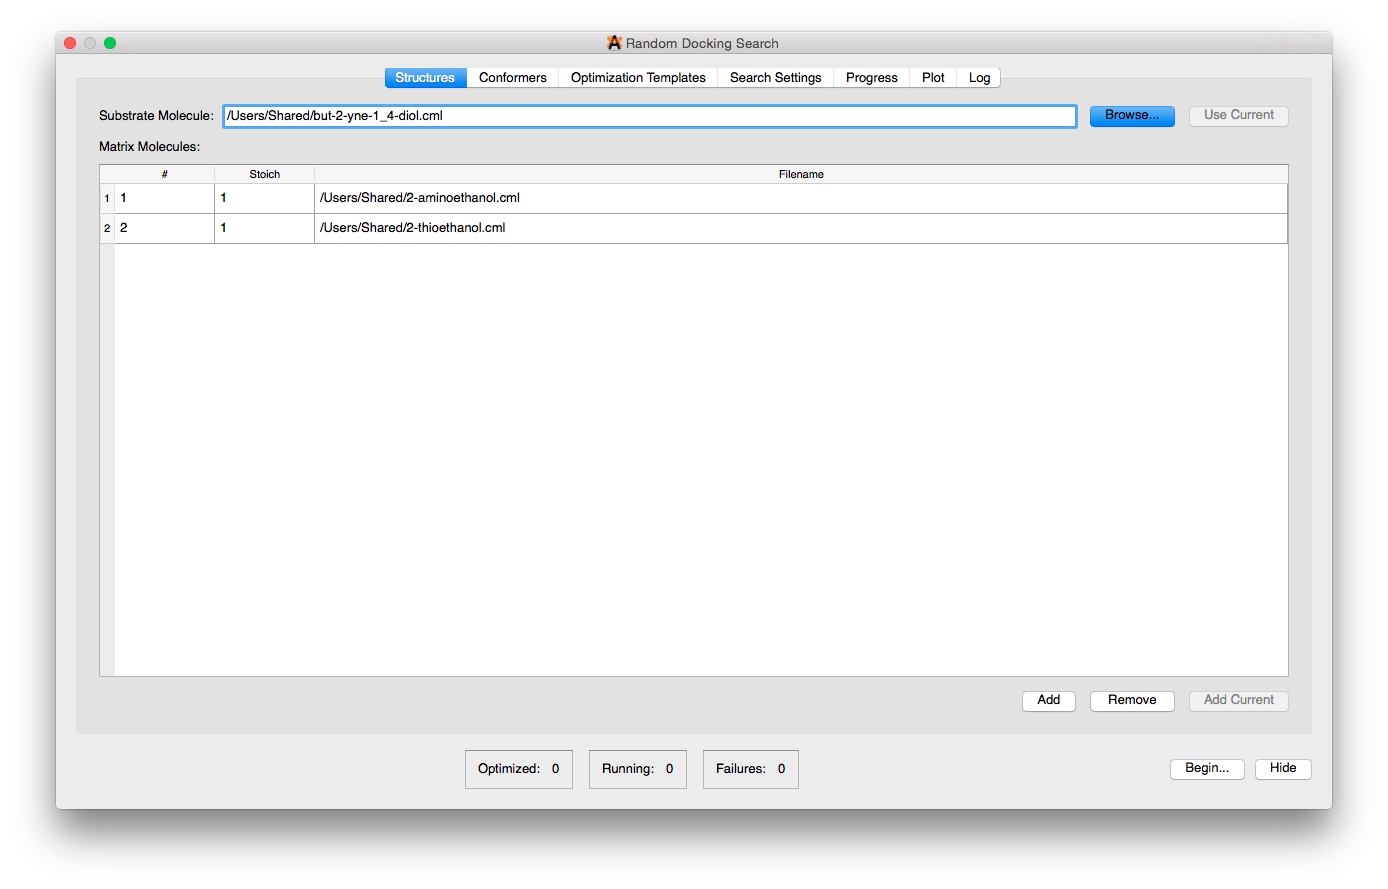 Random Docking Search
Structures Conformers Optimization Templates Search Settings Progress Plot Log
Substrate Molecule: /Users/Shared/but-2-yne-1_4-diol.cml Browse... Use Current
Matrix Molecules:
# Stoich Filename
1 1 1 /Users/Shared/2-aminoethanol.cml
2 2 1 /Users/Shared/2-thioethanol.cml
Add Remove Add Current
Optimized: 0 Running: 0 Failures: 0 Begin... Hide